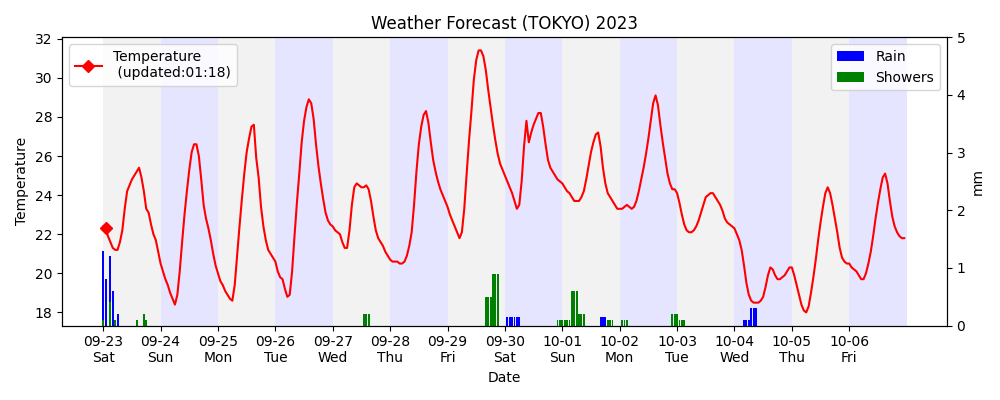 Weather Forecast (TOKYO) 2023
Temperature
(updated:01:18)
Rain
Showers
Temperature
32
30
28
26
24
22
20
18
5
4
3
2
1
0
mm
09-23 09-24 09-25 09-26 09-27 09-28 09-29 09-30 10-01 10-02 10-03 10-04 10-05 10-06
Sat Sun Mon Tue Wed Thu Fri Sat Sun Mon Tue Wed Thu Fri
Date